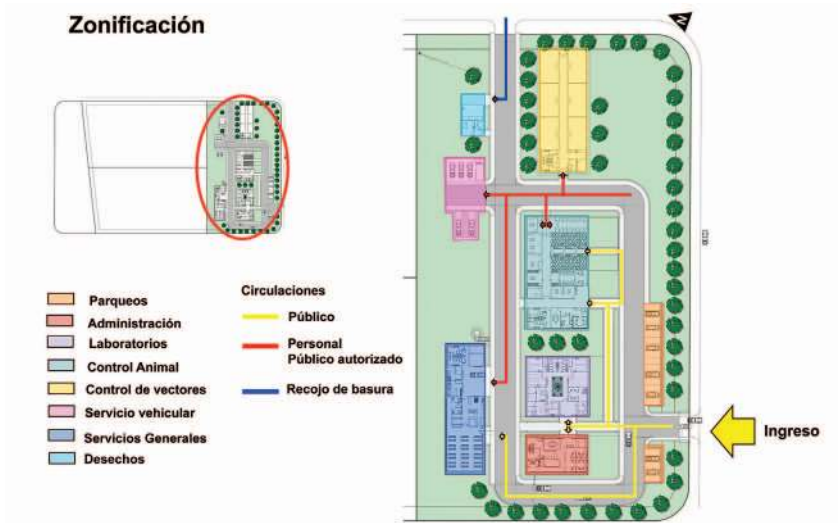 Zonificación
N
Parqueos
Administración
Laboratorios
Control Animal
Control de vectores
Servicio vehicular
Servicios Generales
Desechos
Circulaciones
Público
Personal
Público autorizado
Recojo de basura
Ingreso